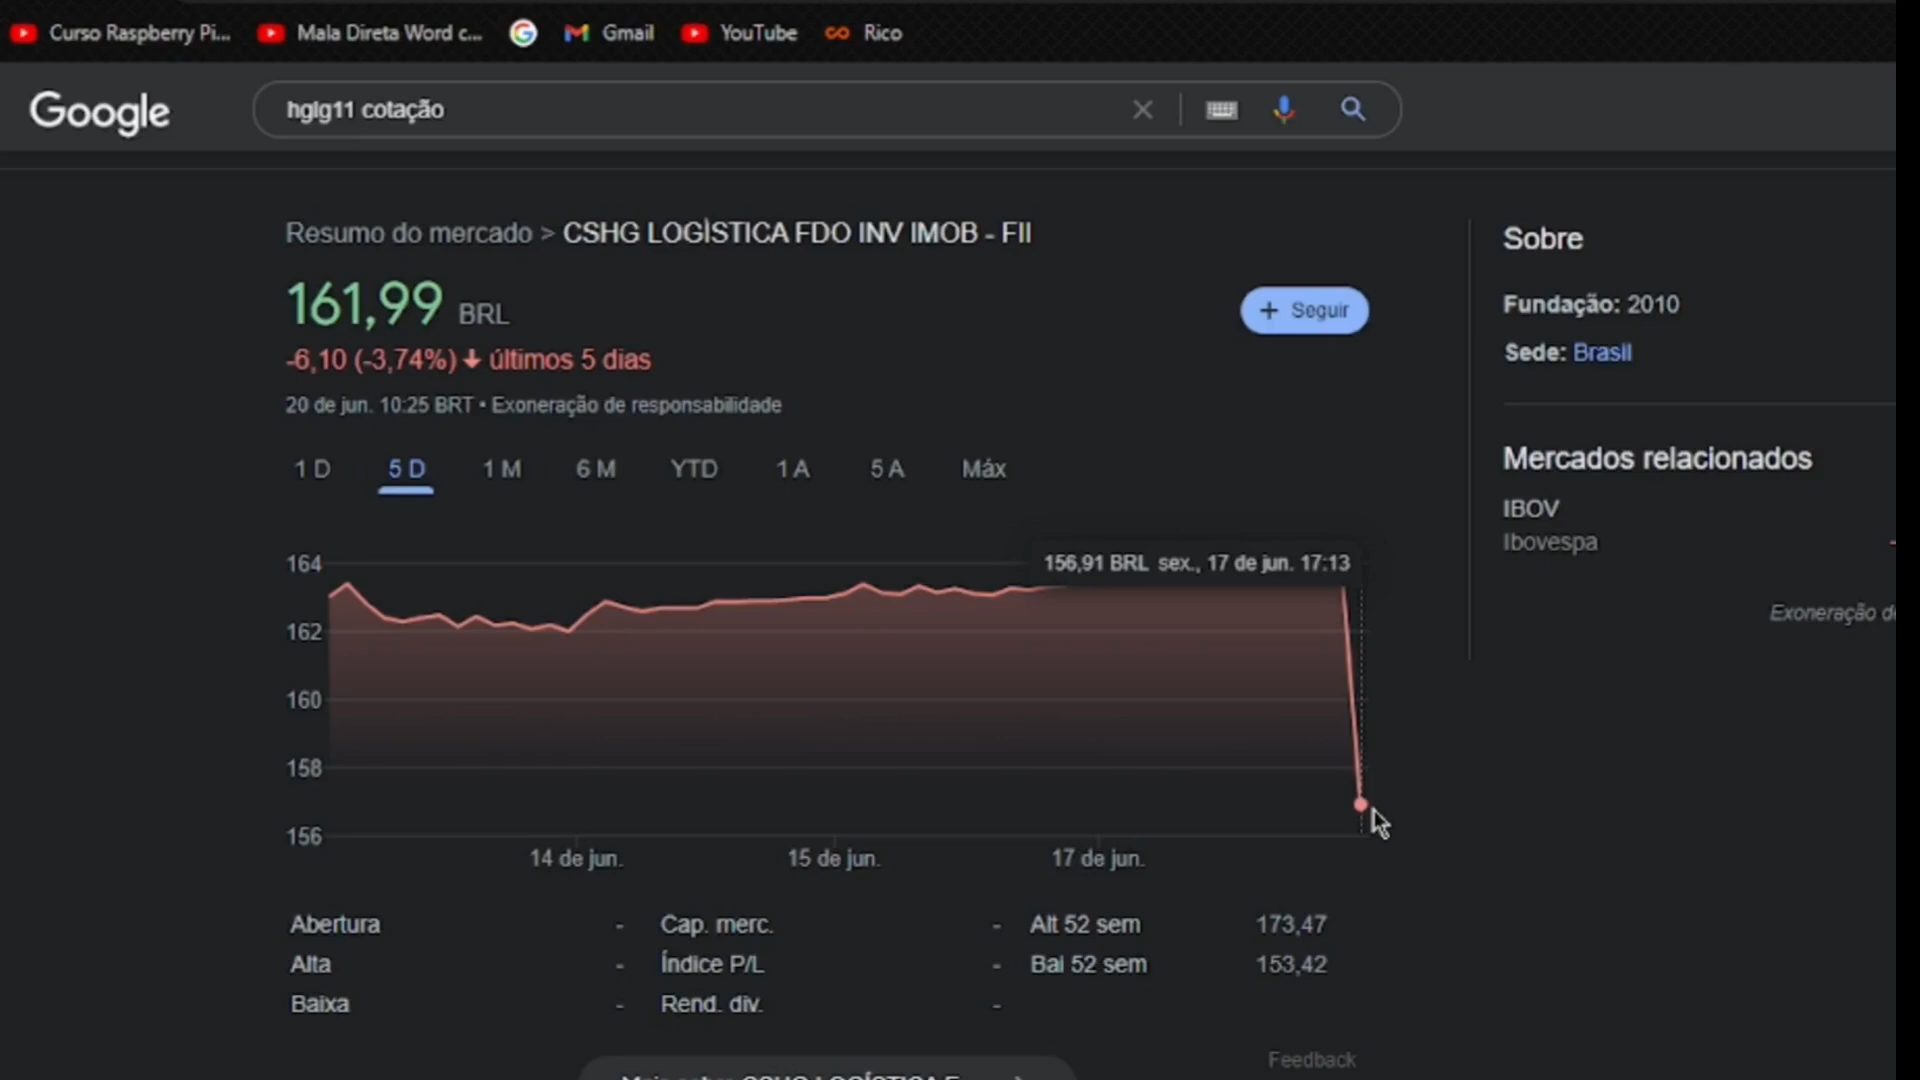 Curso Raspberry Pi... Mala Direta Word c... Gmail YouTube Rico
Google hglg11 cotação
Resumo do mercado > CSHG LOGÌSTICA FDO INV IMOB - FII
161,99 BRL
+ Seguir
-6,10 (-3,74%) últimos 5 dias
20 de jun. 10:25 BRT • Exoneração de responsabilidade
1 D 5 D 1 M 6 M YTD 1 A 5 A Máx
156,91 BRL sex., 17 de jun. 17:13
164
162
160
158
156
14 de jun. 15 de jun. 17 de jun.
Abertura - Cap. merc. - Alt 52 sem 173,47
Alta - Índice P/L - Bai 52 sem 153,42
Baixa - Rend. div. -
Feedback
Sobre
Fundação: 2010
Sede: Brasil
Mercados relacionados
IBOV
Ibovespa
Exoneração de